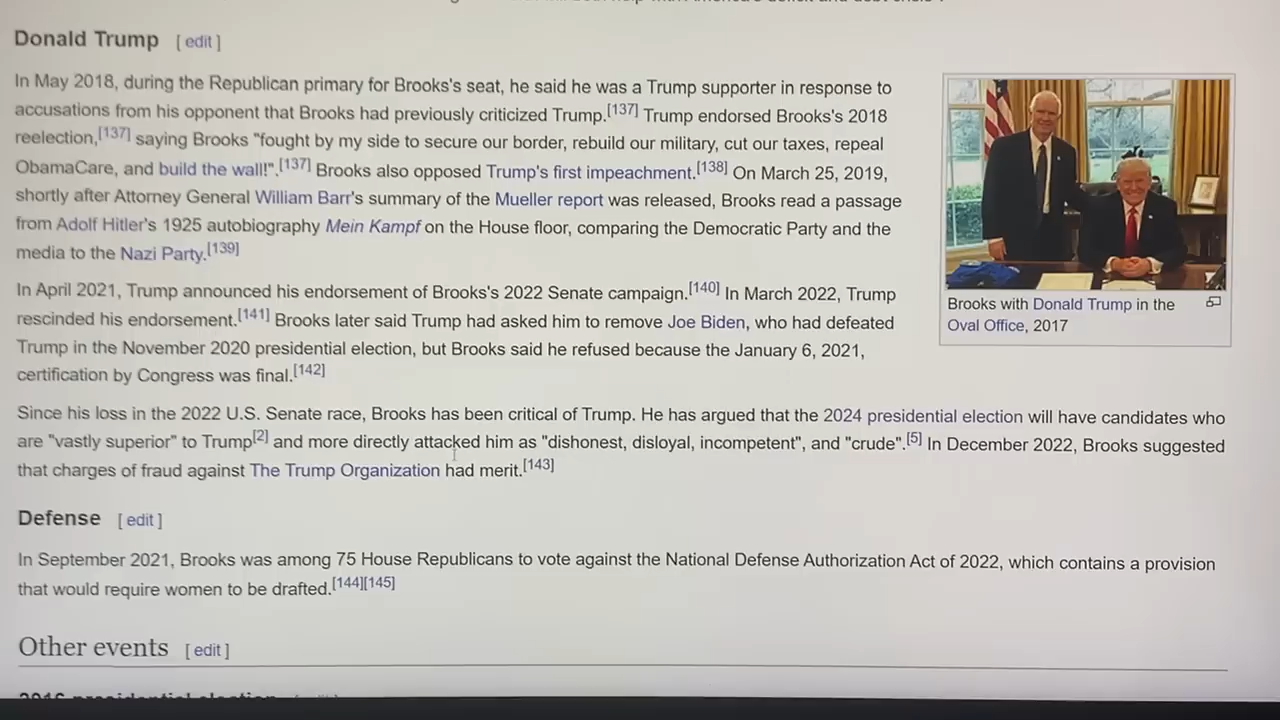 Donald Trump [ edit ]
In May 2018, during the Republican primary for Brooks's seat, he said he was a Trump supporter in response to
accusations from his opponent that Brooks had previously criticized Trump.[137] Trump endorsed Brooks's 2018
reelection,[137] saying Brooks "fought by my side to secure our border, rebuild our military, cut our taxes, repeal
ObamaCare, and build the wall!".[137] Brooks also opposed Trump's first impeachment.[138] On March 25, 2019,
shortly after Attorney General William Barr's summary of the Mueller report was released, Brooks read a passage
from Adolf Hitler's 1925 autobiography Mein Kampf on the House floor, comparing the Democratic Party and the
media to the Nazi Party.[139]
In April 2021, Trump announced his endorsement of Brooks's 2022 Senate campaign.[140] In March 2022, Trump
rescinded his endorsement.[141] Brooks later said Trump had asked him to remove Joe Biden, who had defeated
Trump in the November 2020 presidential election, but Brooks said he refused because the January 6, 2021,
certification by Congress was final.[142]
Brooks with Donald Trump in the
Oval Office, 2017
Since his loss in the 2022 U.S. Senate race, Brooks has been critical of Trump. He has argued that the 2024 presidential election will have candidates who
are "vastly superior" to Trump[2] and more directly attacked him as "dishonest, disloyal, incompetent", and "crude".[5] In December 2022, Brooks suggested
that charges of fraud against The Trump Organization had merit.[143]
Defense [ edit ]
In September 2021, Brooks was among 75 House Republicans to vote against the National Defense Authorization Act of 2022, which contains a provision
that would require women to be drafted.[144][145]
Other events [ edit ]